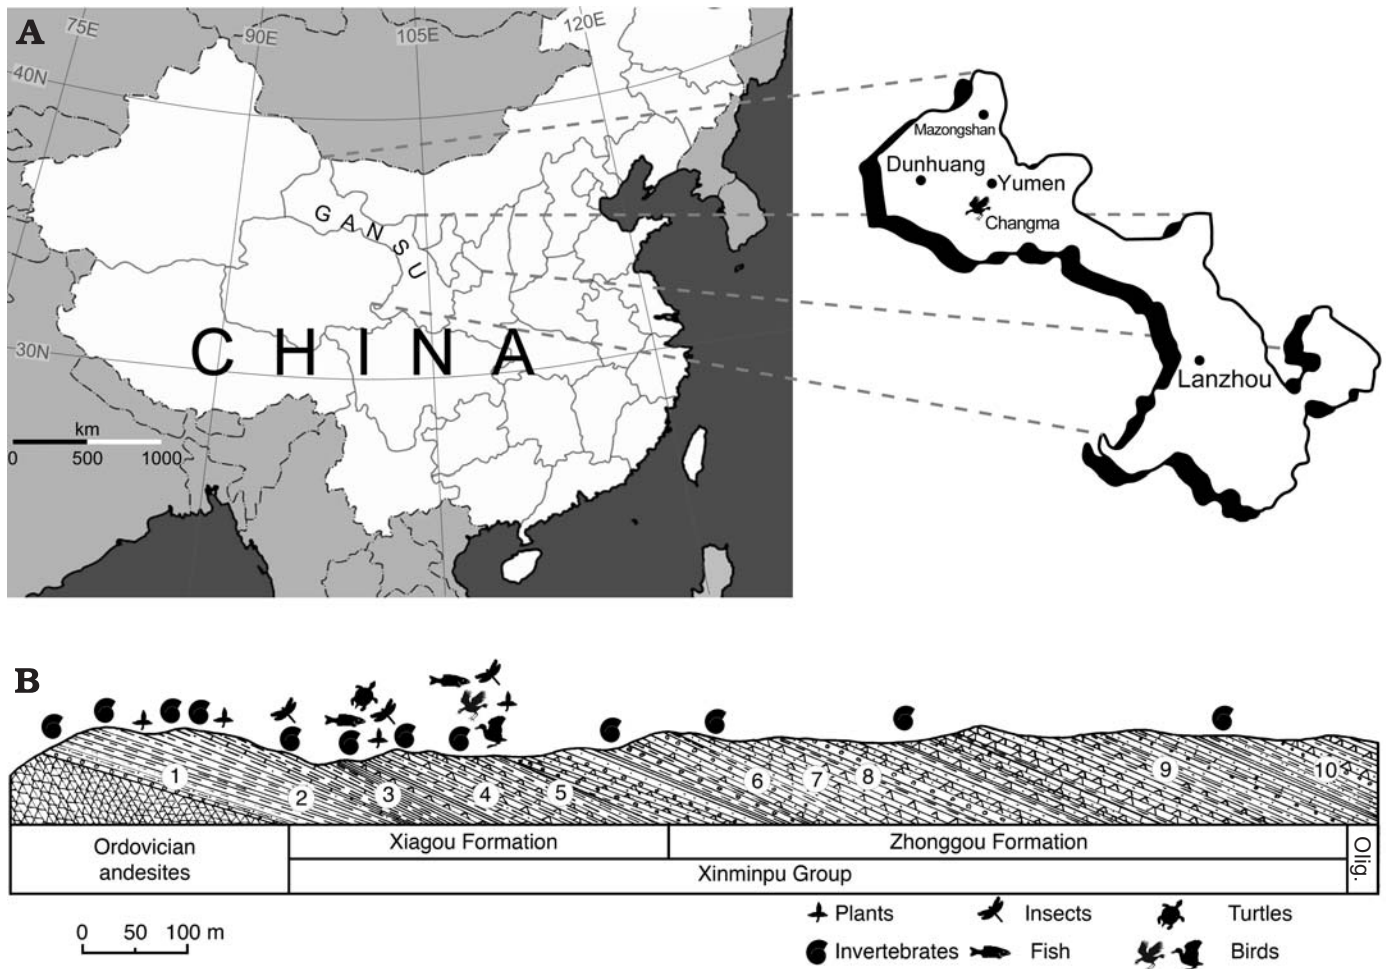 A
75E
90E
105E
120E
40N
30N
GANSU
CHINA
km
0 500 1000
Mazongshan
Dunhuang
Yumen
Changma
Lanzhou
B
1
2
3
4
5
6
7
8
9
10
Ordovician
andesites
Xiagou Formation
Zhonggou Formation
Xinminpu Group
Olig.
0 50 100 m
Plants
Insects
Turtles
Invertebrates
Fish
Birds